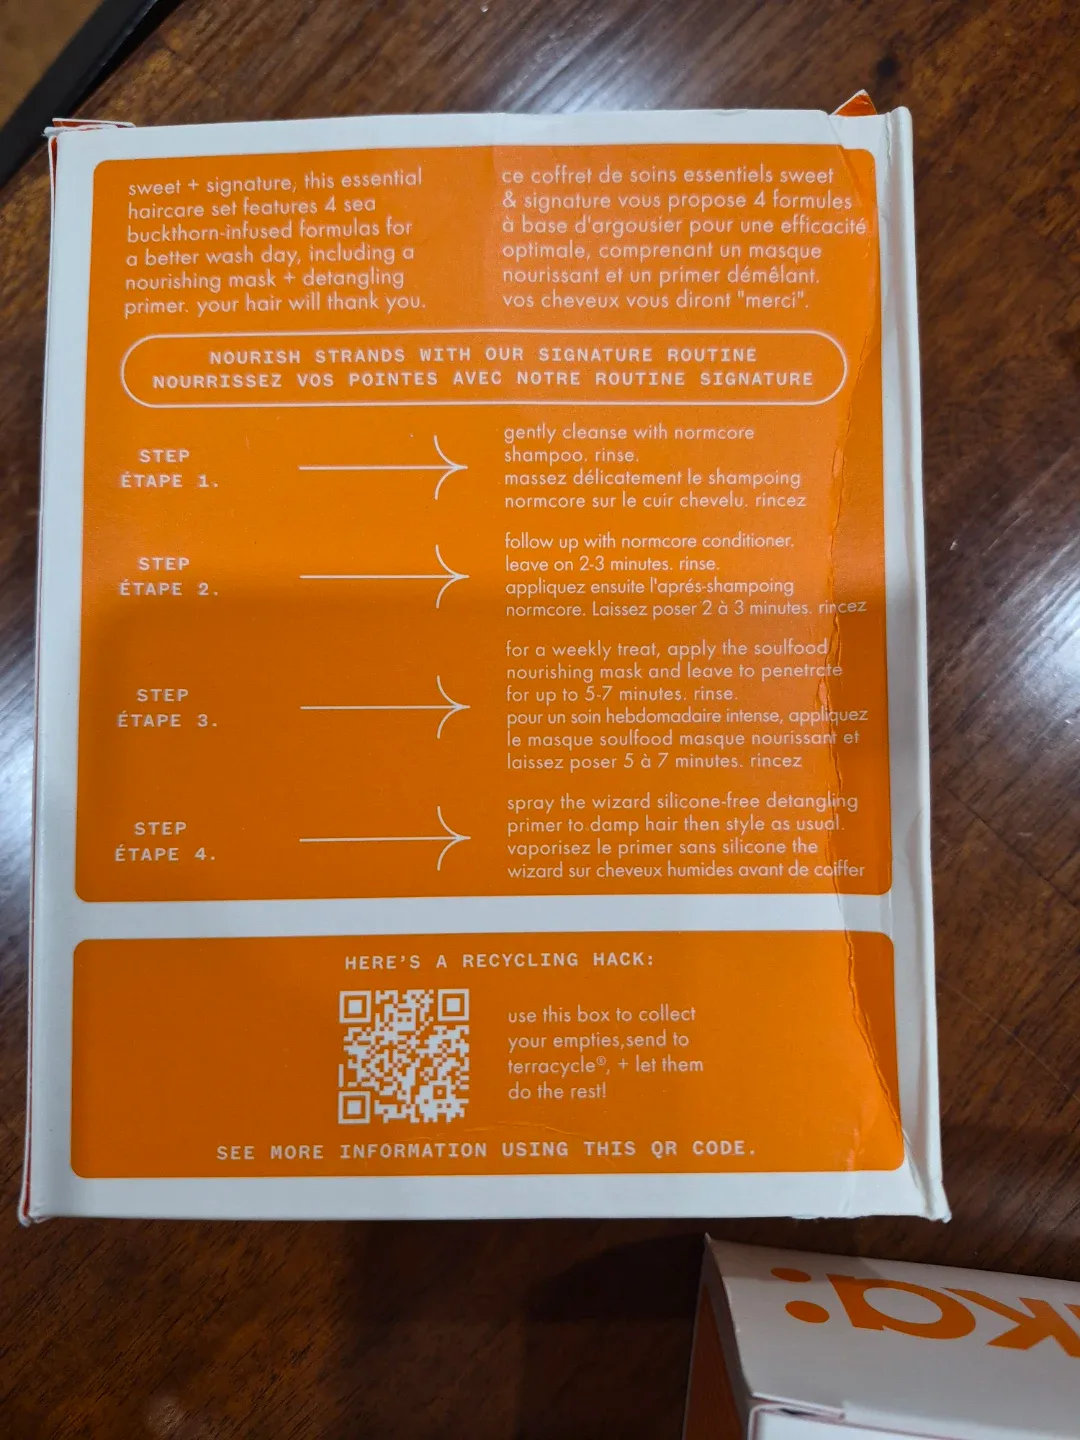 sweet + signature, this essential
haircare set features 4 sea
buckthorn-infused formulas for
a better wash day, including a
nourishing mask + detangling
primer. your hair will thank you.
ce coffret de soins essentiels sweet
& signature vous propose 4 formules
à base d'argousier pour une efficacité
optimale, comprenant un masque
nourissant et un primer démêlant.
vos cheveux vous diront "merci".
NOURISH STRANDS WITH OUR SIGNATURE ROUTINE
NOURRISSEZ VOS POINTES AVEC NOTRE ROUTINE SIGNATURE
STEP
ÉTAPE 1.
gently cleanse with normcore
shampoo. rinse.
massez délicatement le shampoing
normcore sur le cuir chevelu. rincez
STEP
ÉTAPE 2.
follow up with normcore conditioner.
leave on 2-3 minutes. rinse.
appliquez ensuite l'aprés-shampoing
normcore. Laissez poser 2 à 3 minutes. rincez
STEP
ÉTAPE 3.
for a weekly treat, apply the soulfood
nourishing mask and leave to penetrate
for up to 5-7 minutes. rinse.
pour un soin hebdomadaire intense, appliquez
le masque soulfood masque nourissant et
laissez poser 5 à 7 minutes. rincez
STEP
ÉTAPE 4.
spray the wizard silicone-free detangling
primer to damp hair then style as usual.
vaporisez le primer sans silicone the
wizard sur cheveux humides avant de coiffer
HERE'S A RECYCLING HACK:
use this box to collect
your empties,send to
terracycle®, + let them
do the rest!
SEE MORE INFORMATION USING THIS QR CODE.